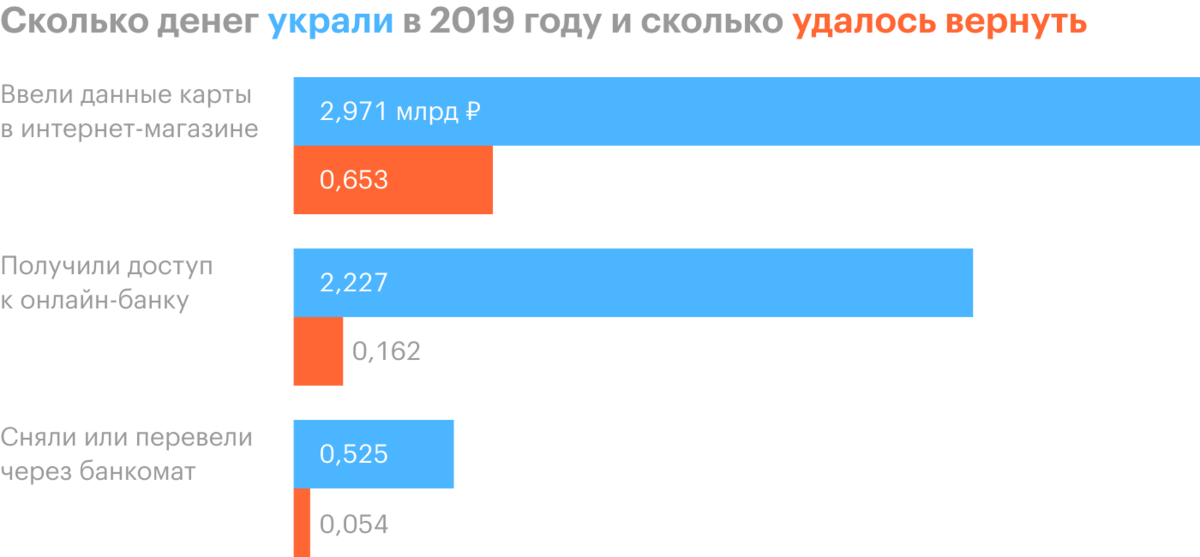 Сколько денег украли в 2019 году и сколько удалось вернуть
Ввели данные карты
в интернет-магазине
2,971 млрд ₽
0,653
Получили доступ
к онлайн-банку
2,227
0,162
Сняли или перевели
через банкомат
0,525
0,054